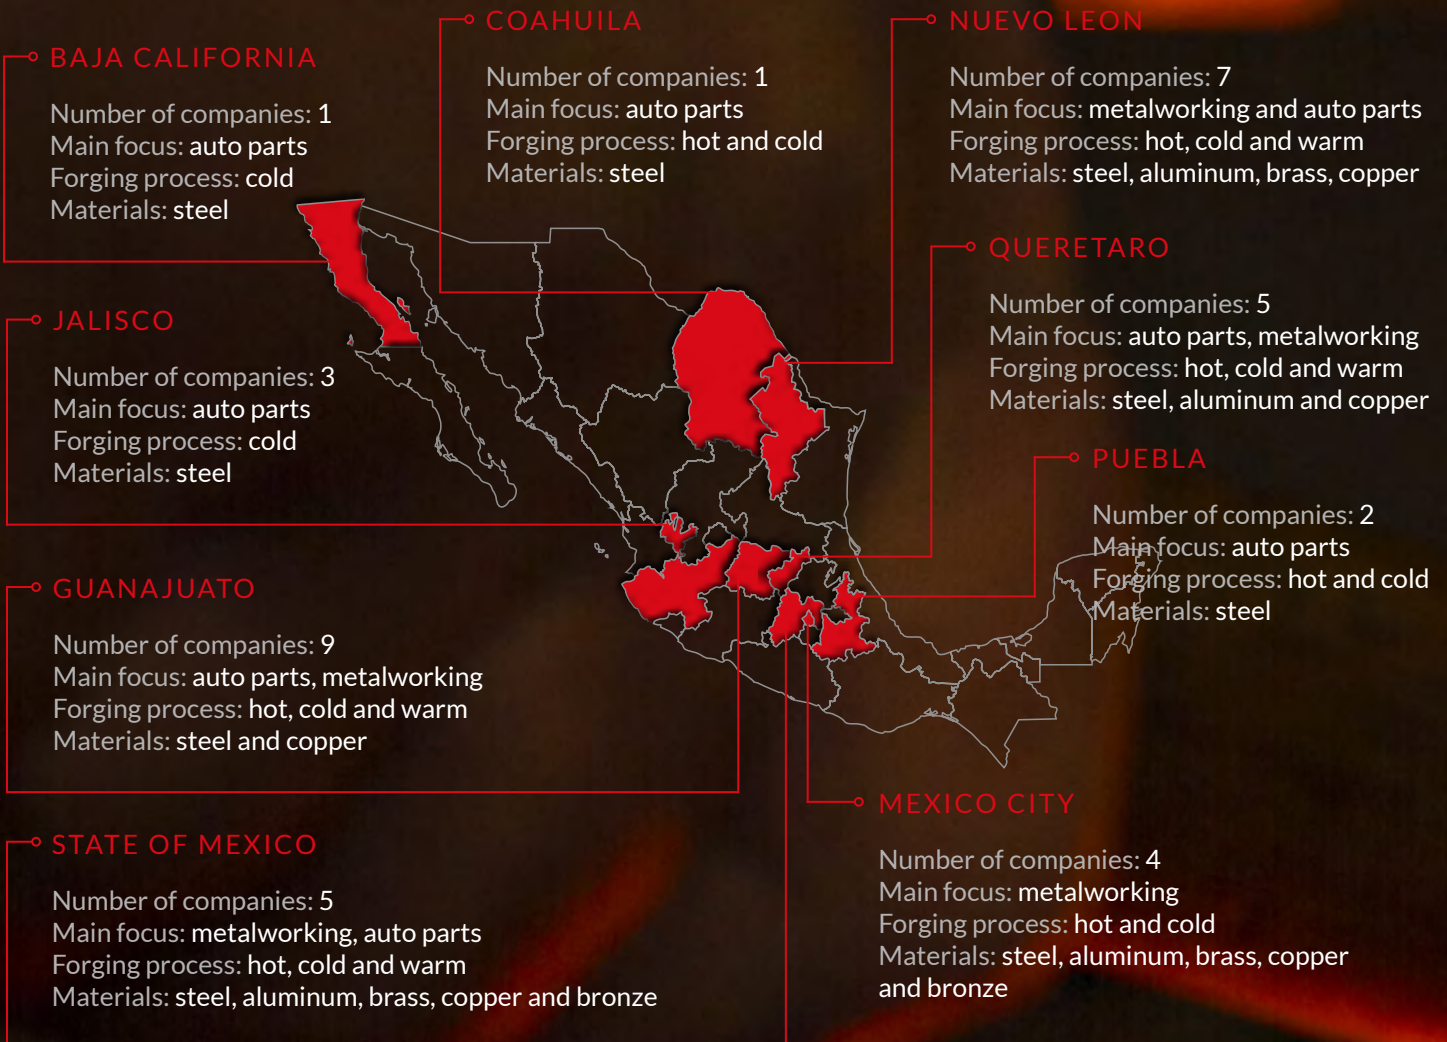 BAJA CALIFORNIA
Number of companies: 1
Main focus: auto parts
Forging process: cold
Materials: steel
COAHUILA
Number of companies: 1
Main focus: auto parts
Forging process: hot and cold
Materials: steel
NUEVO LEON
Number of companies: 7
Main focus: metalworking and auto parts
Forging process: hot, cold and warm
Materials: steel, aluminum, brass, copper
QUERETARO
Number of companies: 5
Main focus: auto parts, metalworking
Forging process: hot, cold and warm
Materials: steel, aluminum and copper
JALISCO
Number of companies: 3
Main focus: auto parts
Forging process: cold
Materials: steel
PUEBLA
Number of companies: 2
Main focus: auto parts
Forging process: hot and cold
Materials: steel
GUANAJUATO
Number of companies: 9
Main focus: auto parts, metalworking
Forging process: hot, cold and warm
Materials: steel and copper
MEXICO CITY
Number of companies: 4
Main focus: metalworking
Forging process: hot and cold
Materials: steel, aluminum, brass, copper
and bronze
STATE OF MEXICO
Number of companies: 5
Main focus: metalworking, auto parts
Forging process: hot, cold and warm
Materials: steel, aluminum, brass, copper and bronze